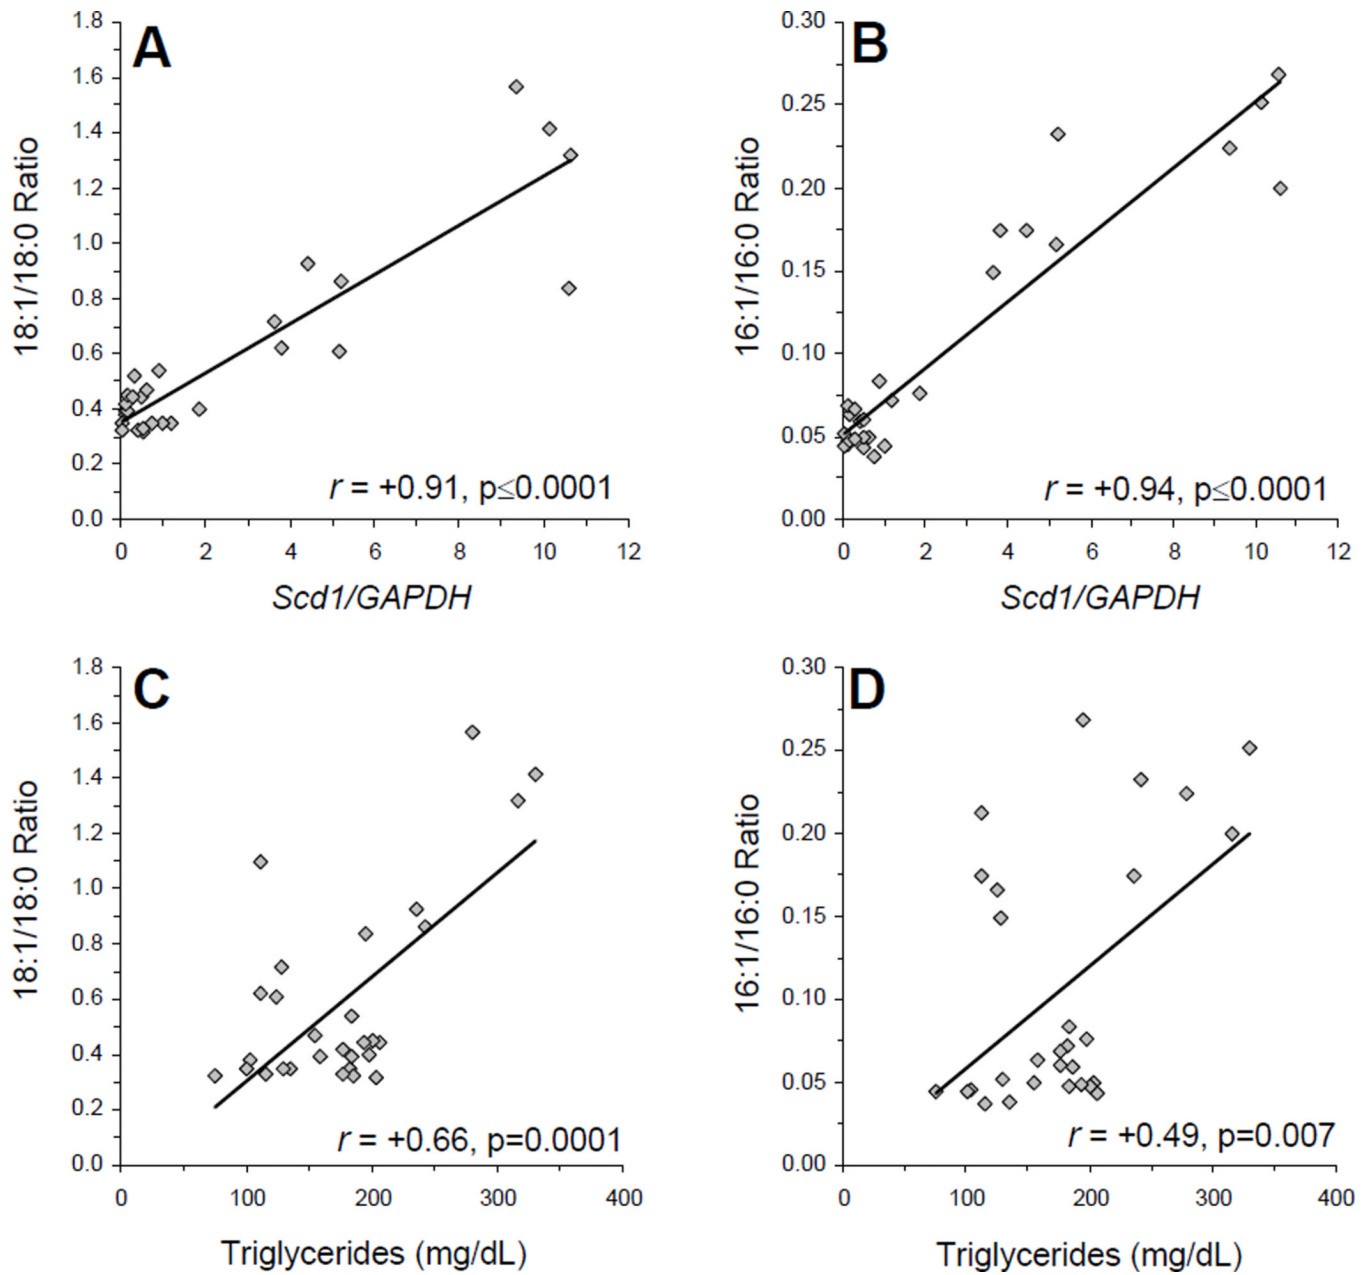 A
18:1/18:0 Ratio
1.8
1.6
1.4
1.2
1.0
0.8
0.6
0.4
0.2
0.0
r = +0.91, p≤0.0001
0 2 4 6 8 10 12
Scd1/GAPDH
B
16:1/16:0 Ratio
0.30
0.25
0.20
0.15
0.10
0.05
0.00
r = +0.94, p≤0.0001
0 2 4 6 8 10 12
Scd1/GAPDH
C
18:1/18:0 Ratio
1.8
1.6
1.4
1.2
1.0
0.8
0.6
0.4
0.2
0.0
r = +0.66, p=0.0001
0 100 200 300 400
Triglycerides (mg/dL)
D
16:1/16:0 Ratio
0.30
0.25
0.20
0.15
0.10
0.05
0.00
r = +0.49, p=0.007
0 100 200 300 400
Triglycerides (mg/dL)